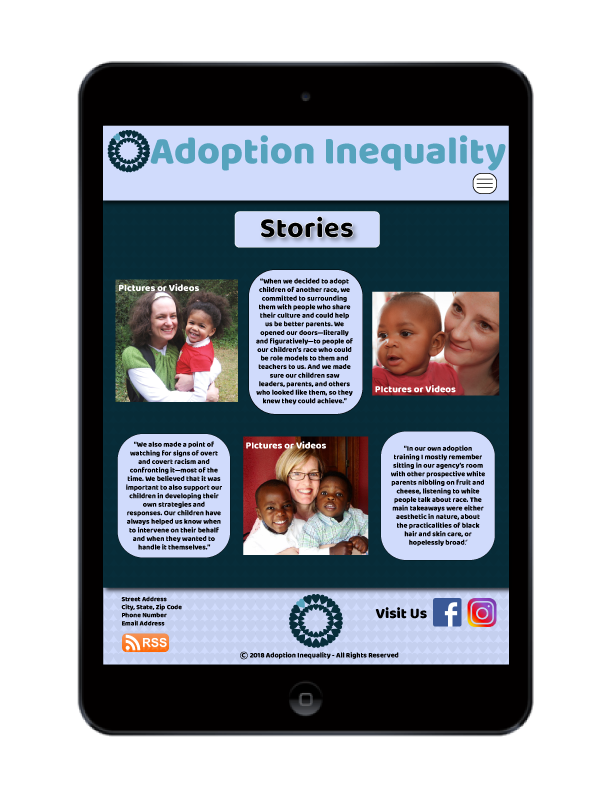 Adoption Inequality
Stories
PIctures or Videos
"When we decided to adopt
children of another race, we
committed to surrounding
them with people who share
their culture and could help
us be better parents. We
opened our doors—literally
and figuratively—to people of
our children's race who could
be role models to them and
teachers to us. And we made
sure our children saw
leaders, parents, and others
who looked like them, so they
knew they could achieve."
PIctures or Videos
"We also made a point of
watching for signs of overt
and covert racism and
confronting it—most of the
time. We believed that it was
important to also support our
children in developing their
own strategies and
responses. Our children have
always helped us know when
to intervene on their behalf
and when they wanted to
handle it themselves."
PIctures or Videos
"In our own adoption
training I mostly remember
sitting in our agency's room
with other prospective white
parents nibbling on fruit and
cheese, listening to white
people talk about race. The
main takeaways were either
aesthetic in nature, about
the practicalities of black
hair and skin care, or
hopelessly broad.'
Street Address
City, State, Zip Code
Phone Number
Email Address
RSS
Visit Us
© 2018 Adoption Inequality - All Rights Reserved